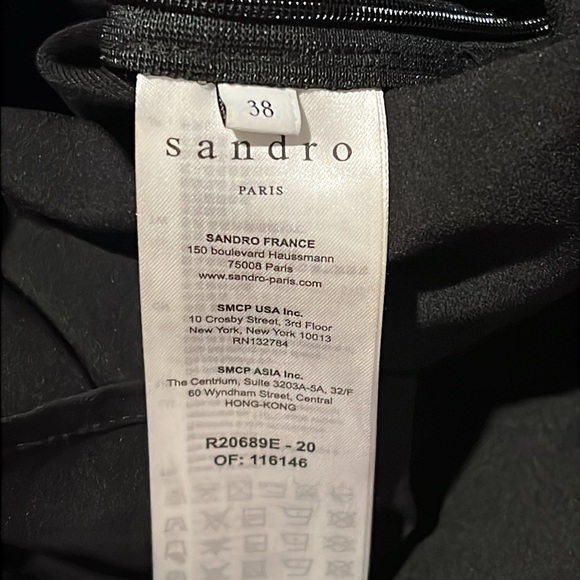 38
sandro
PARIS
SANDRO FRANCE
150 boulevard Haussmann
75008 Paris
www.sandro-paris.com
SMCP USA Inc.
10 Crosby Street, 3rd Floor
New York, New York 10013
RN132784
SMCP ASIA Inc.
The Centrium, Suite 3203A-5A, 32/F
60 Wyndham Street, Central
HONG-KONG
R20689E - 20
OF: 116146